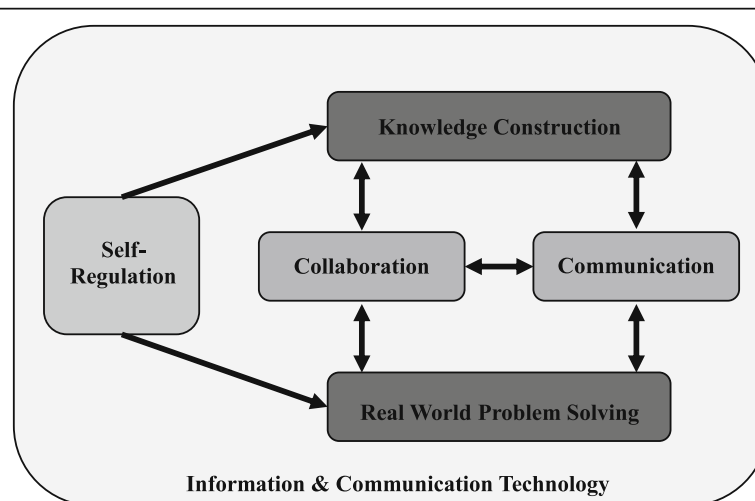 Knowledge Construction
Self-
Regulation
Collaboration
Communication
Real World Problem Solving
Information & Communication Technology